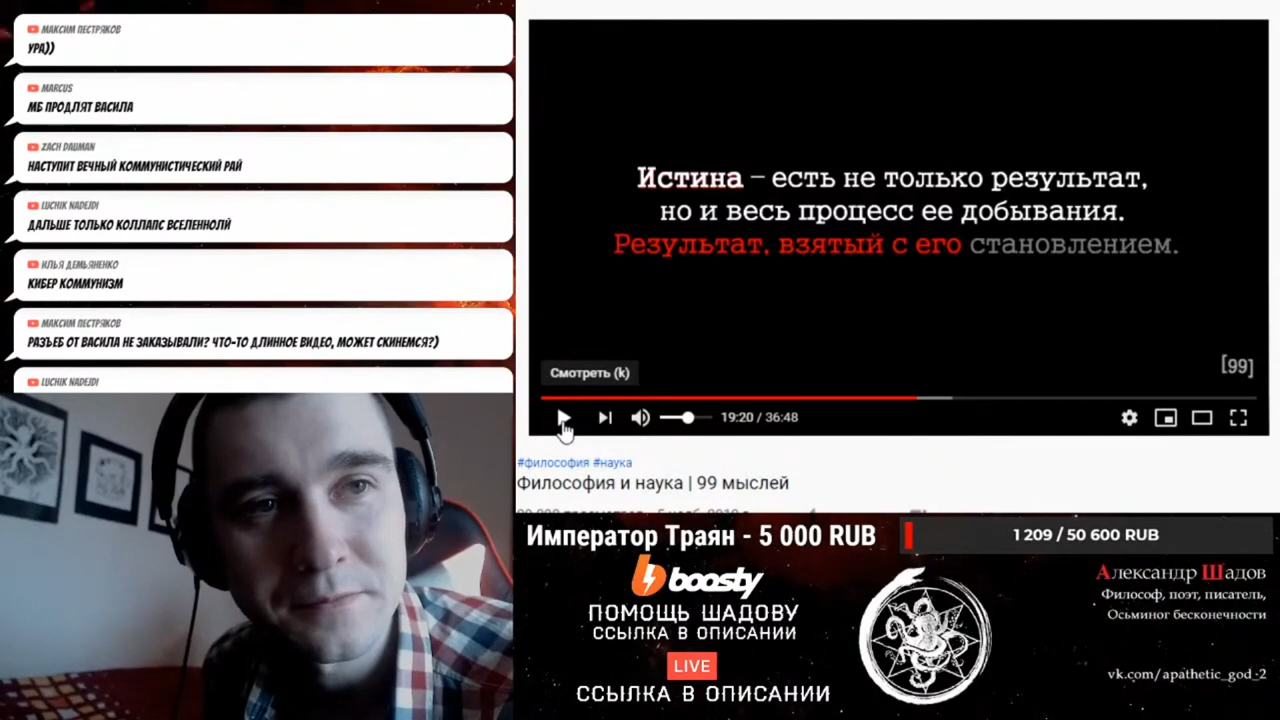 МАКСИМ ПЕСТРЯКОВ
УРА))
MARCUS
МБ ПРОДЛЯТ ВАСИЛА
ZACH DAUMAN
НАСТУПИТ ВЕЧНЫЙ КОММУНИСТИЧЕСКИЙ РАЙ
LUCHIK NADEJDI
ДАЛЬШЕ ТОЛЬКО КОЛЛАПС ВСЕЛЕННОЛЙ
ИЛЬЯ ДЕМЬЯНЕНКО
КИБЕР КОММУНИЗМ
МАКСИМ ПЕСТРЯКОВ
РАЗЪЕБ ОТ ВАСИЛА НЕ ЗАКАЗЫВАЛИ? ЧТО-ТО ДЛИННОЕ ВИДЕО, МОЖЕТ СКИНЕМСЯ?)
LUCHIK NADEJDI
Истина – есть не только результат,
но и весь процесс ее добывания.
Результат, взятый с его становлением.
[99]
Смотреть (k)
19:20 / 36:48
#философия #наука
Философия и наука | 99 мыслей
Император Траян - 5 000 RUB
1 209 / 50 600 RUB
boosty
ПОМОЩЬ ШАДОВУ
ССЫЛКА В ОПИСАНИИ
LIVE
ССЫЛКА В ОПИСАНИИ
Александр Шадов
Философ, поэт, писатель,
Осьминог бесконечности
vk.com/apathetic_god_2